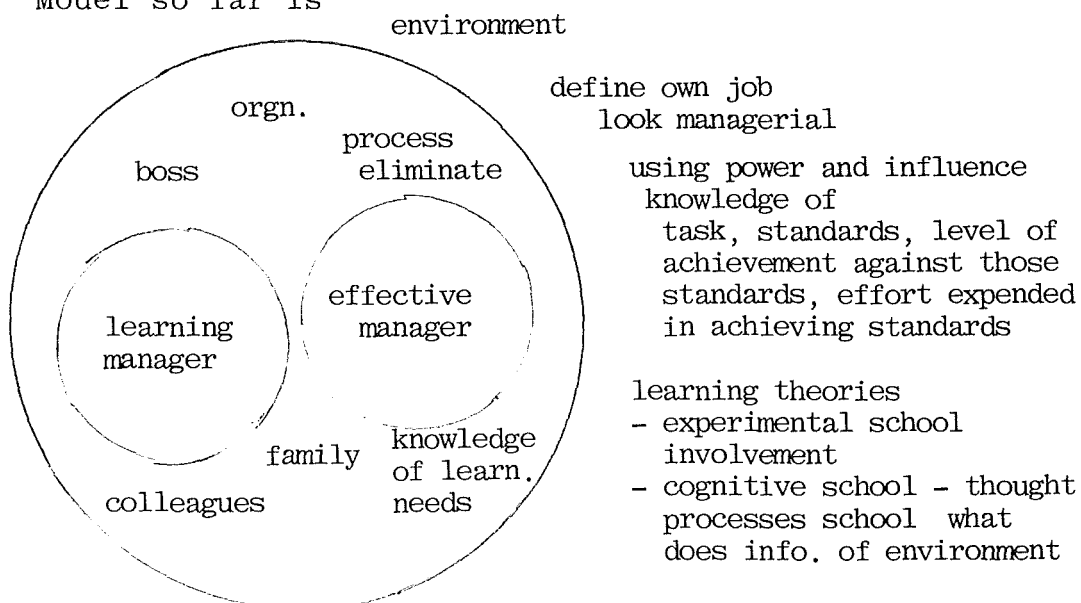 Model so far is
environment
orgn.
process
eliminate
boss
effective
manager
learning
manager
family
knowledge
of learn.
needs
colleagues
define own job
look managerial
using power and influence
knowledge of
task, standards, level of
achievement against those
standards, effort expended
in achieving standards
learning theories
- experimental school
involvement
- cognitive school - thought
processes school what
does info. of environment